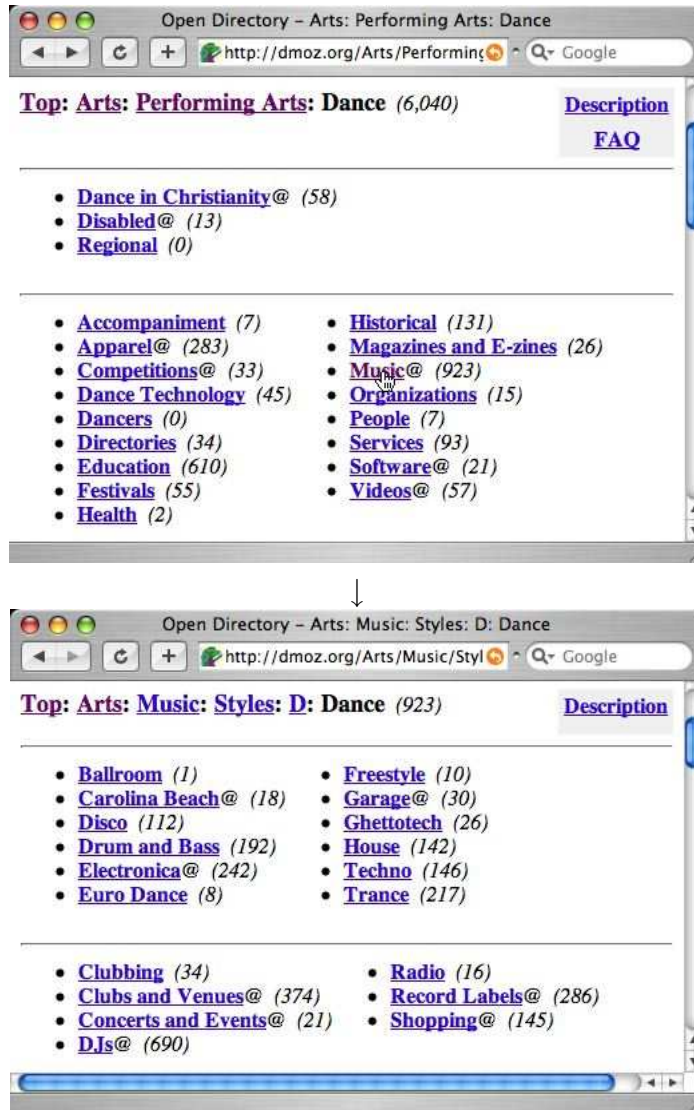 Open Directory – Arts: Performing Arts: Dance
http://dmoz.org/Arts/Performing
Google
Top: Arts: Performing Arts: Dance (6,040)
Description
FAQ
Dance in Christianity@ (58)
Disabled@ (13)
Regional (0)
Accompaniment (7)
Apparel@ (283)
Competitions@ (33)
Dance Technology (45)
Dancers (0)
Directories (34)
Education (610)
Festivals (55)
Health (2)
Historical (131)
Magazines and E-zines (26)
Music@ (923)
Organizations (15)
People (7)
Services (93)
Software@ (21)
Videos@ (57)
↓
Open Directory – Arts: Music: Styles: D: Dance
http://dmoz.org/Arts/Music/Styl
Google
Top: Arts: Music: Styles: D: Dance (923)
Description
Ballroom (1)
Carolina Beach@ (18)
Disco (112)
Drum and Bass (192)
Electronica@ (242)
Euro Dance (8)
Freestyle (10)
Garage@ (30)
Ghettotech (26)
House (142)
Techno (146)
Trance (217)
Clubbing (34)
Clubs and Venues@ (374)
Concerts and Events@ (21)
DJs@ (690)
Radio (16)
Record Labels@ (286)
Shopping@ (145)